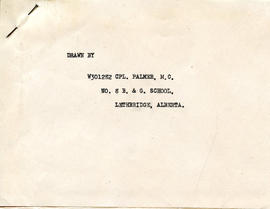 DRAWN BY
W301282 CPL. PALMER, M.C.
NO. 8 B. & G. SCHOOL,
LETHBRIDGE, ALBERTA.